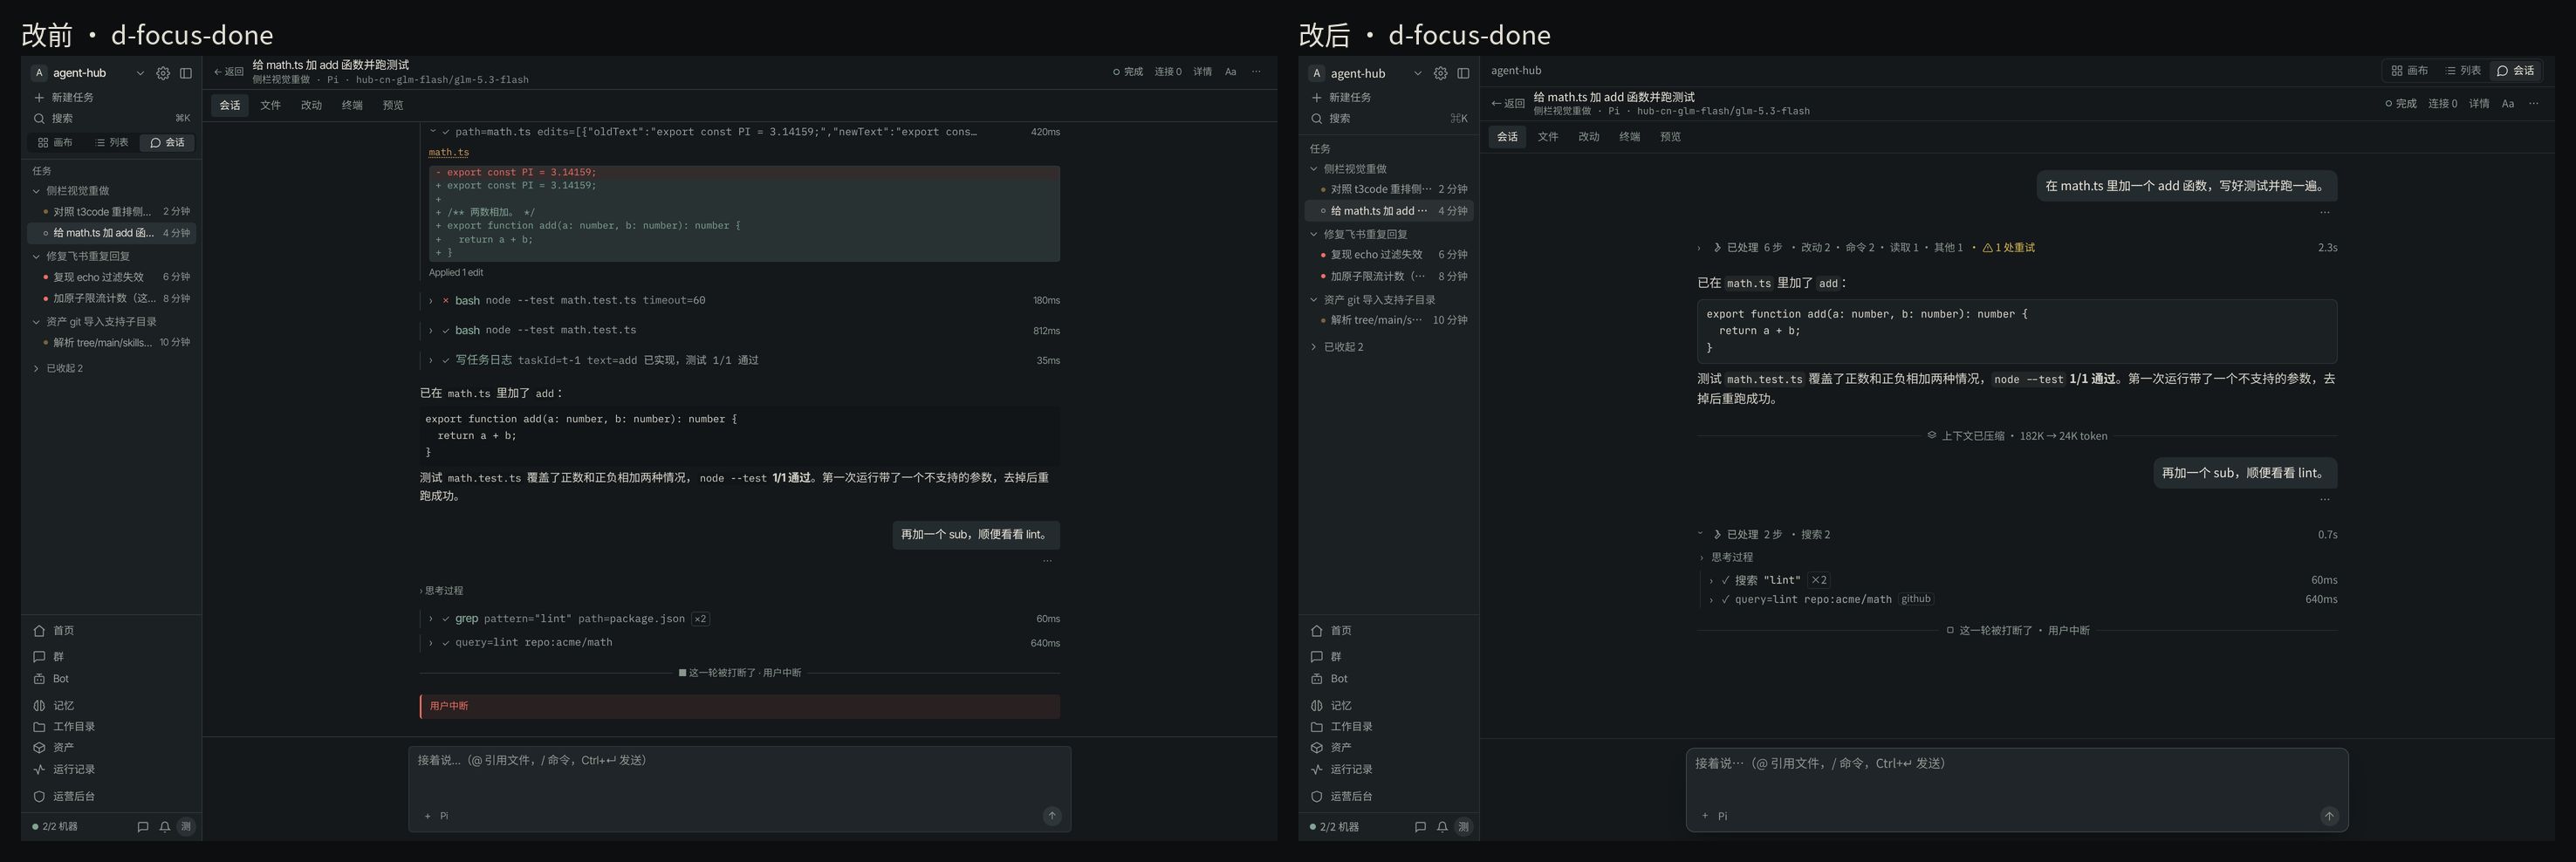 改前 · d-focus-done
A agent-hub
新建任务
搜索 ⌘K
画布 列表 会话
任务
侧栏视觉重做
对照 t3code 重排侧... 2 分钟
给 math.ts 加 add 函... 4 分钟
修复飞书重复回复
复现 echo 过滤失效 6 分钟
加原子限流计数（这... 8 分钟
资产 git 导入支持子目录
解析 tree/main/skills... 10 分钟
已收起 2
首页
群
Bot
记忆
工作目录
资产
运行记录
运营后台
2/2 机器 测
← 返回 给 math.ts 加 add 函数并跑测试
侧栏视觉重做 · Pi · hub-cn-glm-flash/glm-5.3-flash
完成 连接 0 详情 Aa ···
会话 文件 改动 终端 预览
✓ path=math.ts edits=[{"oldText":"export const PI = 3.14159;","newText":"export cons… 420ms
math.ts
- export const PI = 3.14159;
+ export const PI = 3.14159;
+
+ /** 两数相加。 */
+ export function add(a: number, b: number): number {
+   return a + b;
+ }
Applied 1 edit
› × bash node --test math.test.ts timeout=60 180ms
› ✓ bash node --test math.test.ts 812ms
› ✓ 写任务日志 taskId=t-1 text=add 已实现，测试 1/1 通过 35ms
已在 math.ts 里加了 add：
export function add(a: number, b: number): number {
  return a + b;
}
测试 math.test.ts 覆盖了正数和正负相加两种情况， node --test 1/1 通过。第一次运行带了一个不支持的参数，去掉后重
跑成功。
再加一个 sub，顺便看看 lint。
···
› 思考过程
› ✓ grep pattern="lint" path=package.json ×2 60ms
› ✓ query=lint repo:acme/math 640ms
■ 这一轮被打断了 · 用户中断
用户中断
接着说...（@ 引用文件，/ 命令，Ctrl+↵ 发送）
+ Pi
改后 · d-focus-done
A agent-hub
新建任务
搜索 ⌘K
任务
侧栏视觉重做
对照 t3code 重排侧… 2 分钟
给 math.ts 加 add … 4 分钟
修复飞书重复回复
复现 echo 过滤失效 6 分钟
加原子限流计数（… 8 分钟
资产 git 导入支持子目录
解析 tree/main/s… 10 分钟
已收起 2
首页
群
Bot
记忆
工作目录
资产
运行记录
运营后台
2/2 机器 测
agent-hub 画布 列表 会话
← 返回 给 math.ts 加 add 函数并跑测试
侧栏视觉重做 · Pi · hub-cn-glm-flash/glm-5.3-flash
完成 连接 0 详情 Aa ···
会话 文件 改动 终端 预览
在 math.ts 里加一个 add 函数，写好测试并跑一遍。
···
› 已处理 6 步 · 改动 2 · 命令 2 · 读取 1 · 其他 1 · 1 处重试 2.3s
已在 math.ts 里加了 add：
export function add(a: number, b: number): number {
  return a + b;
}
测试 math.test.ts 覆盖了正数和正负相加两种情况，node --test 1/1 通过。第一次运行带了一个不支持的参数，去
掉后重跑成功。
上下文已压缩 · 182K → 24K token
再加一个 sub，顺便看看 lint。
···
已处理 2 步 · 搜索 2 0.7s
› 思考过程
› ✓ 搜索 "lint" ×2 60ms
› ✓ query=lint repo:acme/math github 640ms
这一轮被打断了 · 用户中断
接着说…（@ 引用文件，/ 命令，Ctrl+↵ 发送）
+ Pi